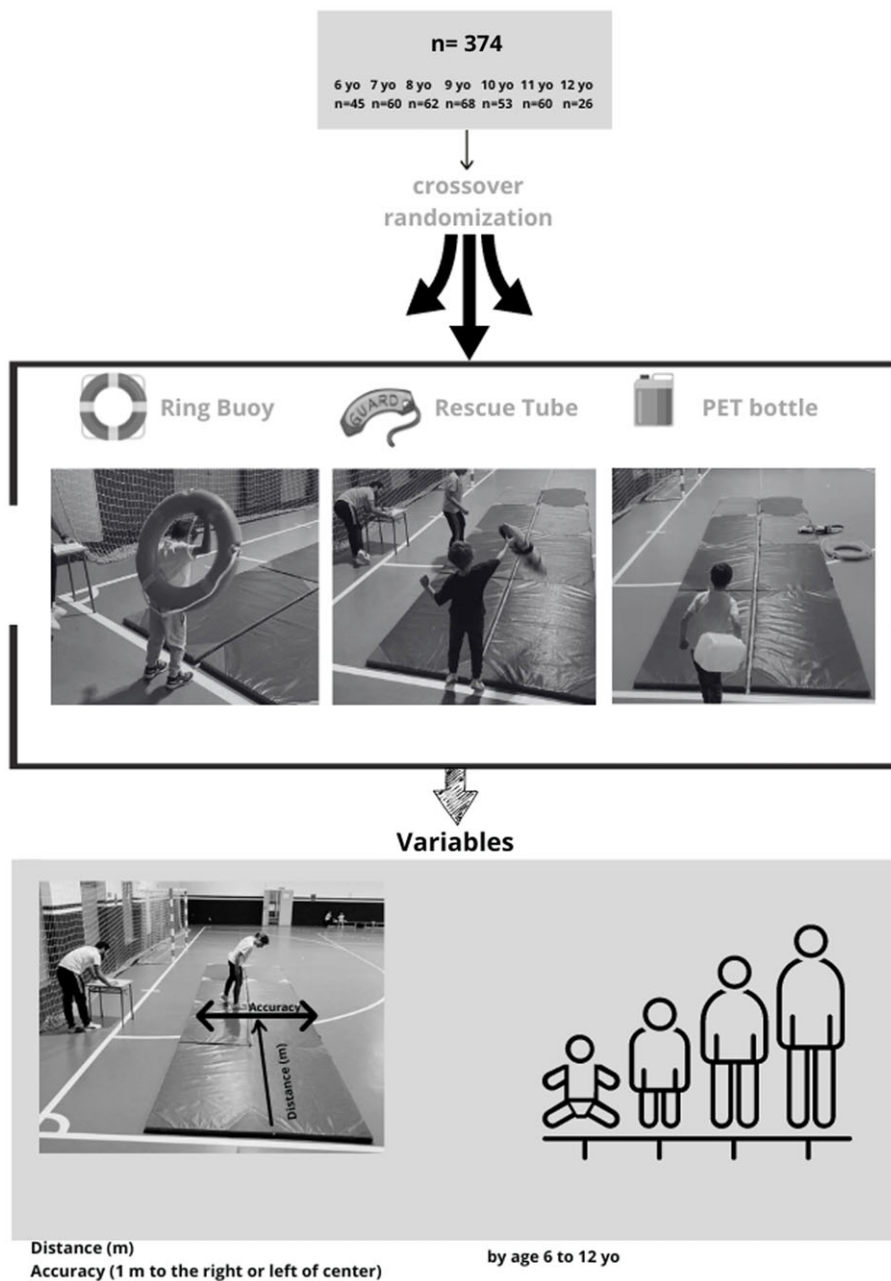 n= 374
6 yo 7 yo 8 yo 9 yo 10 yo 11 yo 12 yo
n=45 n=60 n=62 n=68 n=53 n=60 n=26
crossover
randomization
Ring Buoy
GUARD
Rescue Tube
PET bottle
Variables
Accuracy
Distance (m)
Distance (m)
Accuracy (1 m to the right or left of center)
by age 6 to 12 yo